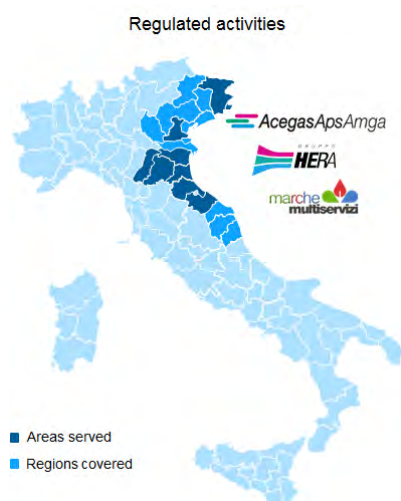 Regulated activities
AcegasApsAmga
GRUPPO
HERA
marche
multiservizi
Areas served
Regions covered